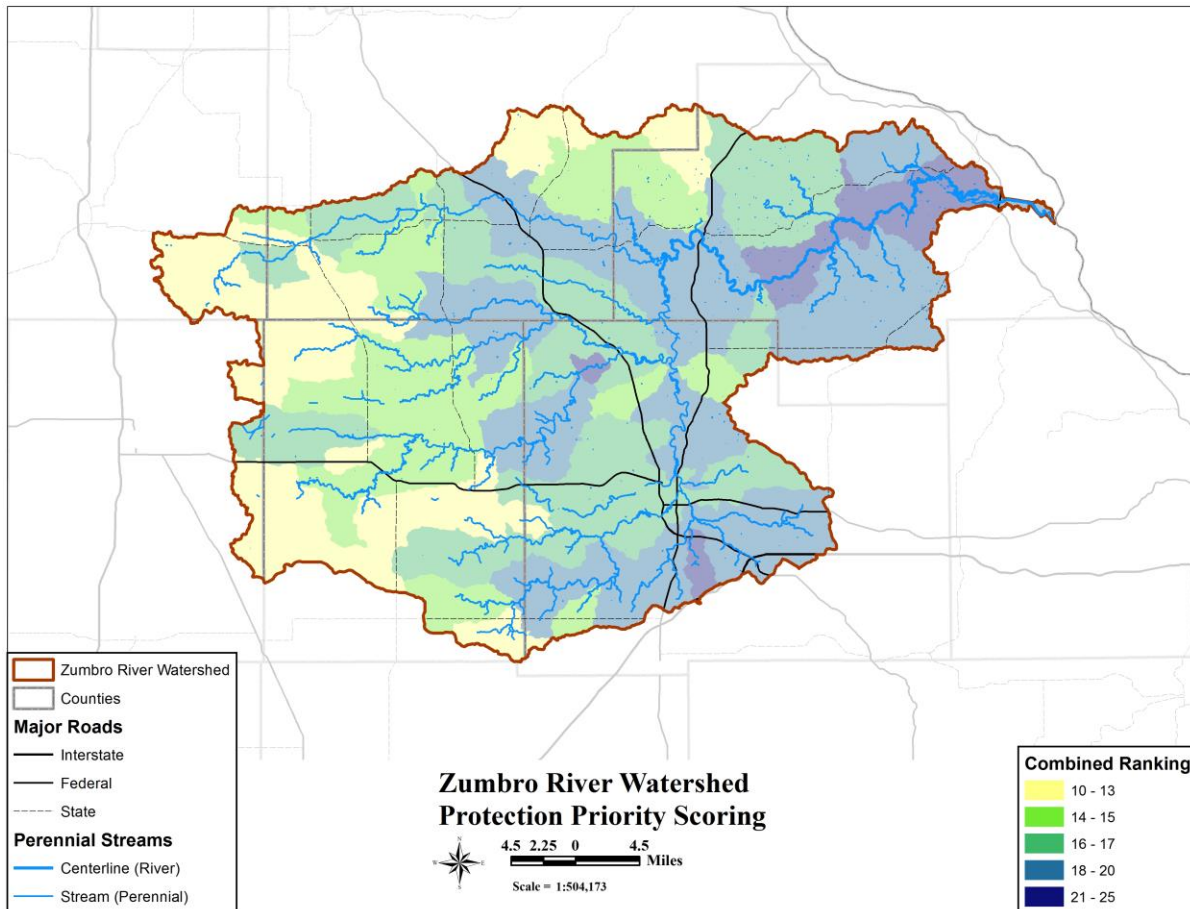 Zumbro River Watershed
Counties
Major Roads
Interstate
Federal
State
Perennial Streams
Centerline (River)
Stream (Perennial)
Zumbro River Watershed
Protection Priority Scoring
N
W E
S
4.5 2.25 0 4.5
Miles
Scale = 1:504,173
Combined Ranking
10 - 13
14 - 15
16 - 17
18 - 20
21 - 25